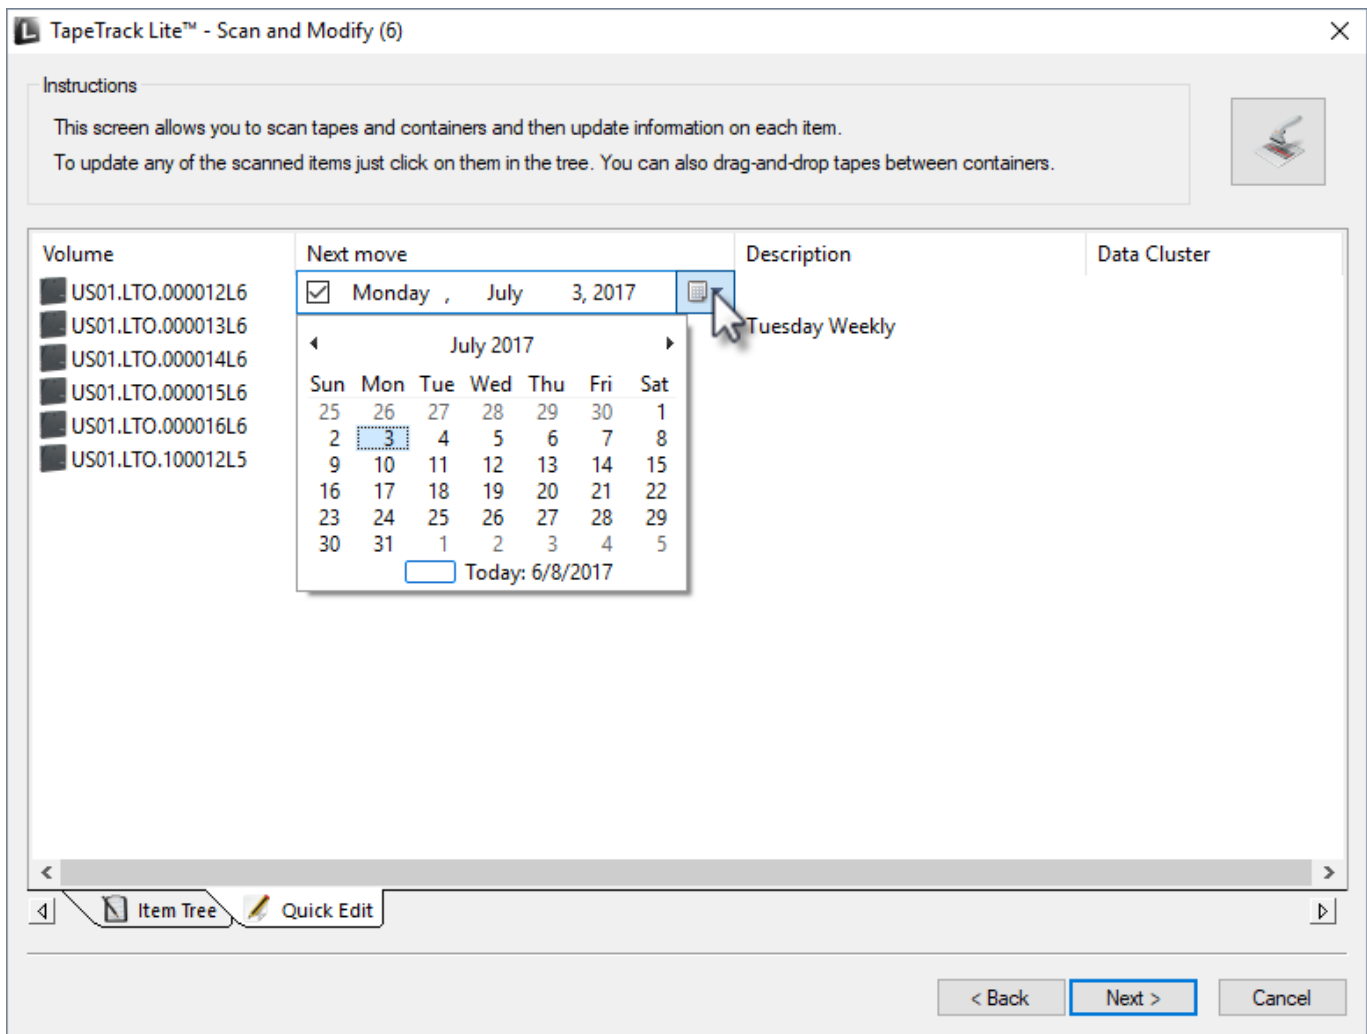 TapeTrack Lite™ - Scan and Modify (6)
Instructions
This screen allows you to scan tapes and containers and then update information on each item.
To update any of the scanned items just click on them in the tree. You can also drag-and-drop tapes between containers.
Volume Next move Description Data Cluster
US01.LTO.000012L6 Monday , July 3, 2017
US01.LTO.000013L6 Tuesday Weekly
US01.LTO.000014L6
US01.LTO.000015L6
US01.LTO.000016L6
US01.LTO.100012L5
July 2017
Sun Mon Tue Wed Thu Fri Sat
25 26 27 28 29 30 1
2 3 4 5 6 7 8
9 10 11 12 13 14 15
16 17 18 19 20 21 22
23 24 25 26 27 28 29
30 31 1 2 3 4 5
Today: 6/8/2017
Item Tree Quick Edit
< Back Next > Cancel